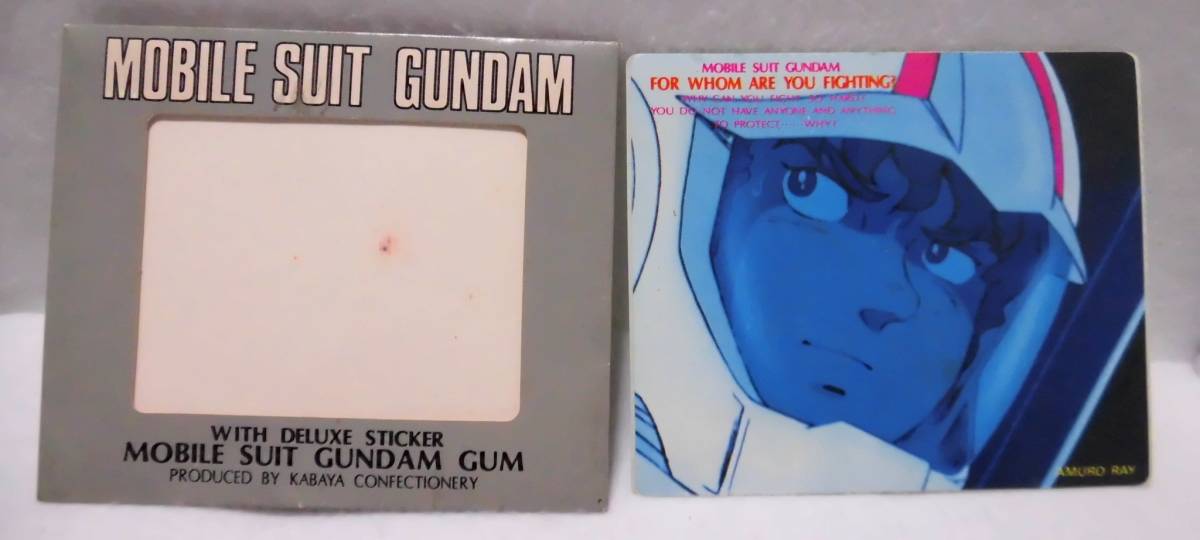 MOBILE SUIT GUNDAM
WITH DELUXE STICKER
MOBILE SUIT GUNDAM GUM
PRODUCED BY KABAYA CONFECTIONERY
MOBILE SUIT GUNDAM
FOR WHOM ARE YOU FIGHTING?
WHY CAN YOU FIGHT SO
YOU DO NOT HAVE ANYONE AND ANYTHING
TO PROTECT……WHY?
AMURO RAY